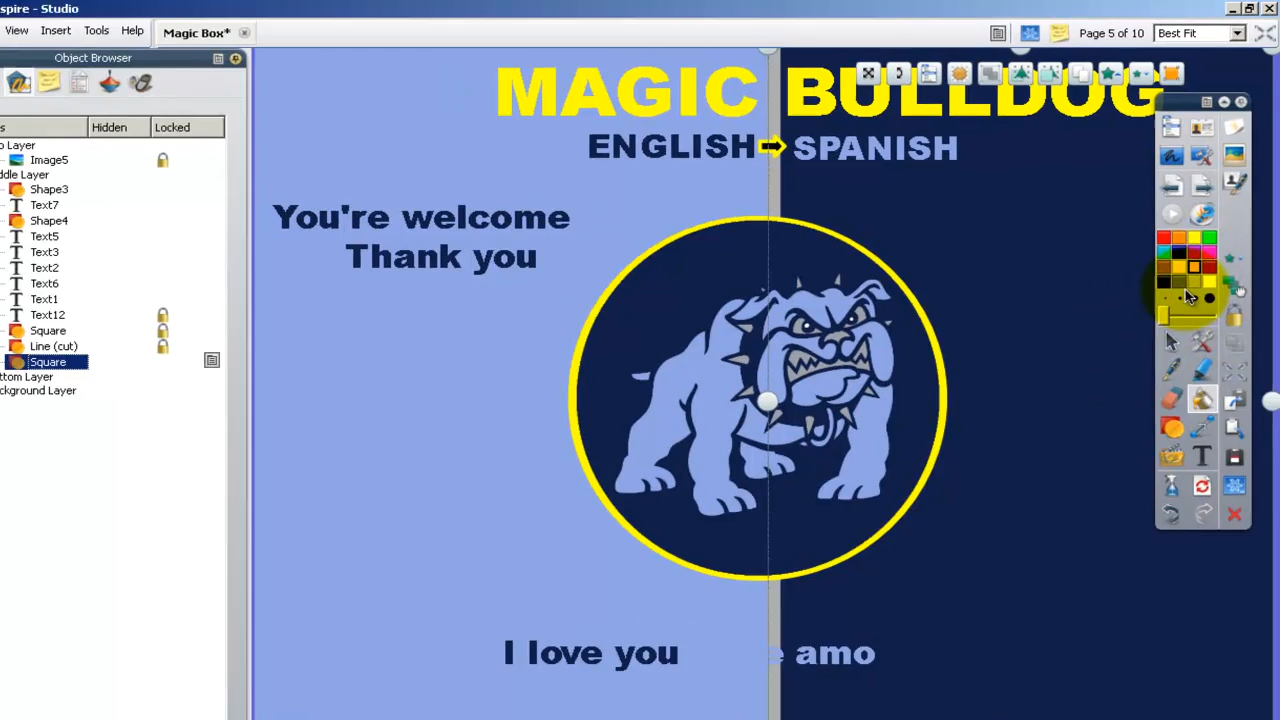 spire - Studio
View Insert Tools Help Magic Box* Page 5 of 10 Best Fit
Object Browser
s Hidden Locked
o Layer
Image5
ddle Layer
Shape3
Text7
Shape4
Text5
Text3
Text2
Text6
Text1
Text12
Square
Line (cut)
Square
ottom Layer
ackground Layer
MAGIC BULLDOG
ENGLISH SPANISH
You're welcome
Thank you
I love you e amo